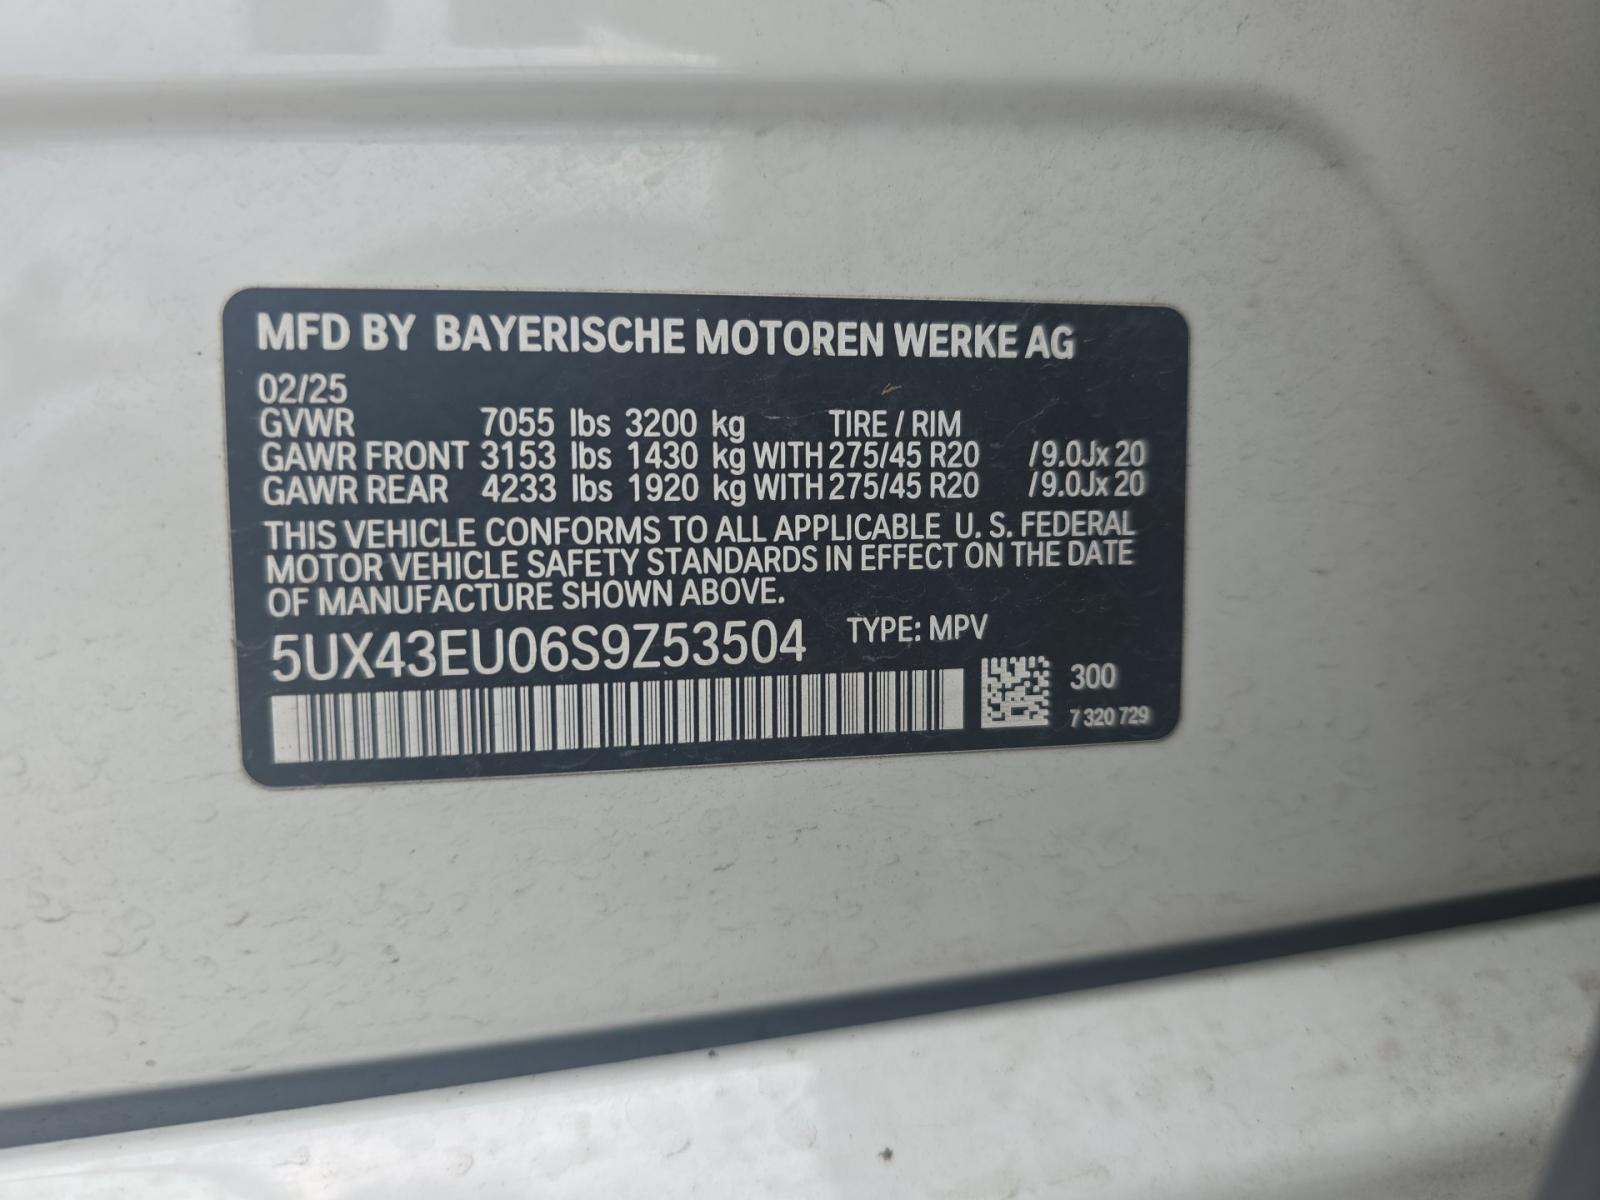 MFD BY BAYERISCHE MOTOREN WERKE AG
02/25
GVWR 7055 lbs 3200 kg TIRE / RIM
GAWR FRONT 3153 lbs 1430 kg WITH 275/45 R20 / 9.0Jx 20
GAWR REAR 4233 lbs 1920 kg WITH 275/45 R20 / 9.0Jx 20
THIS VEHICLE CONFORMS TO ALL APPLICABLE U. S. FEDERAL
MOTOR VEHICLE SAFETY STANDARDS IN EFFECT ON THE DATE
OF MANUFACTURE SHOWN ABOVE.
5UX43EU06S9Z53504 TYPE: MPV
300
7 320 729